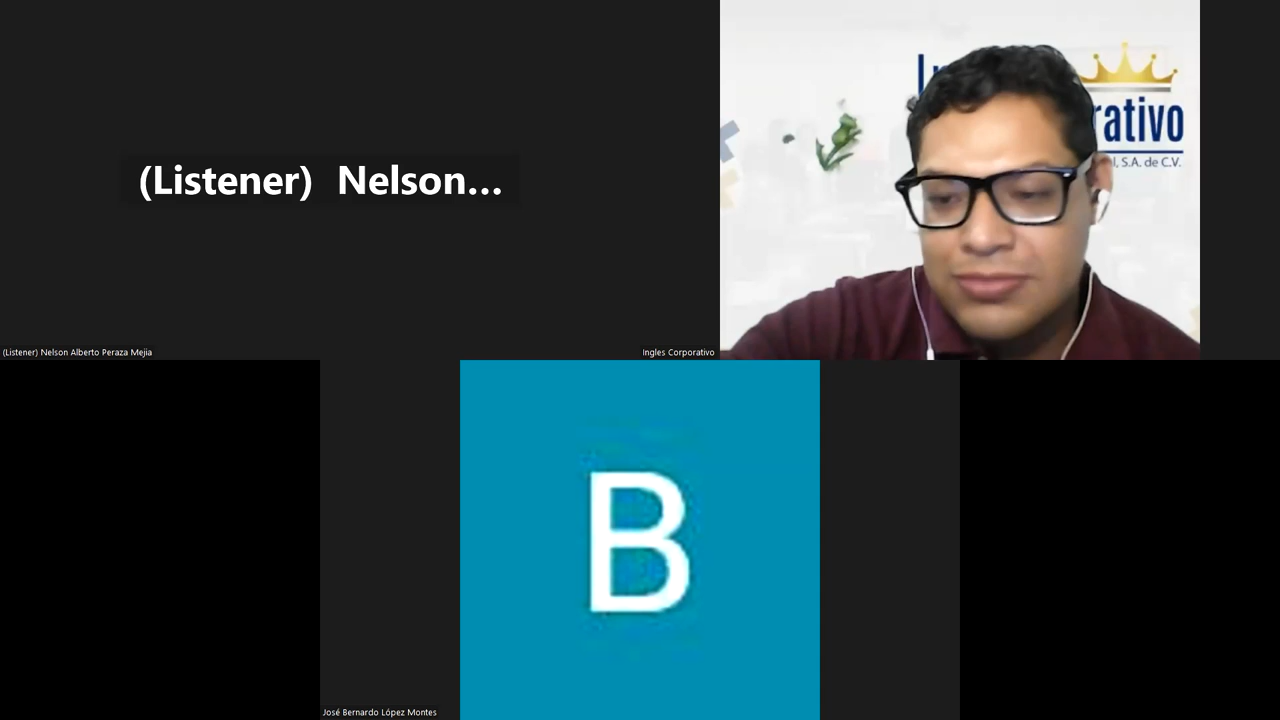 (Listener) Nelson...
(Listener) Nelson Alberto Peraza Mejia
rativo
l, S.A. de C.V.
Ingles Corporativo
B
José Bernardo López Montes